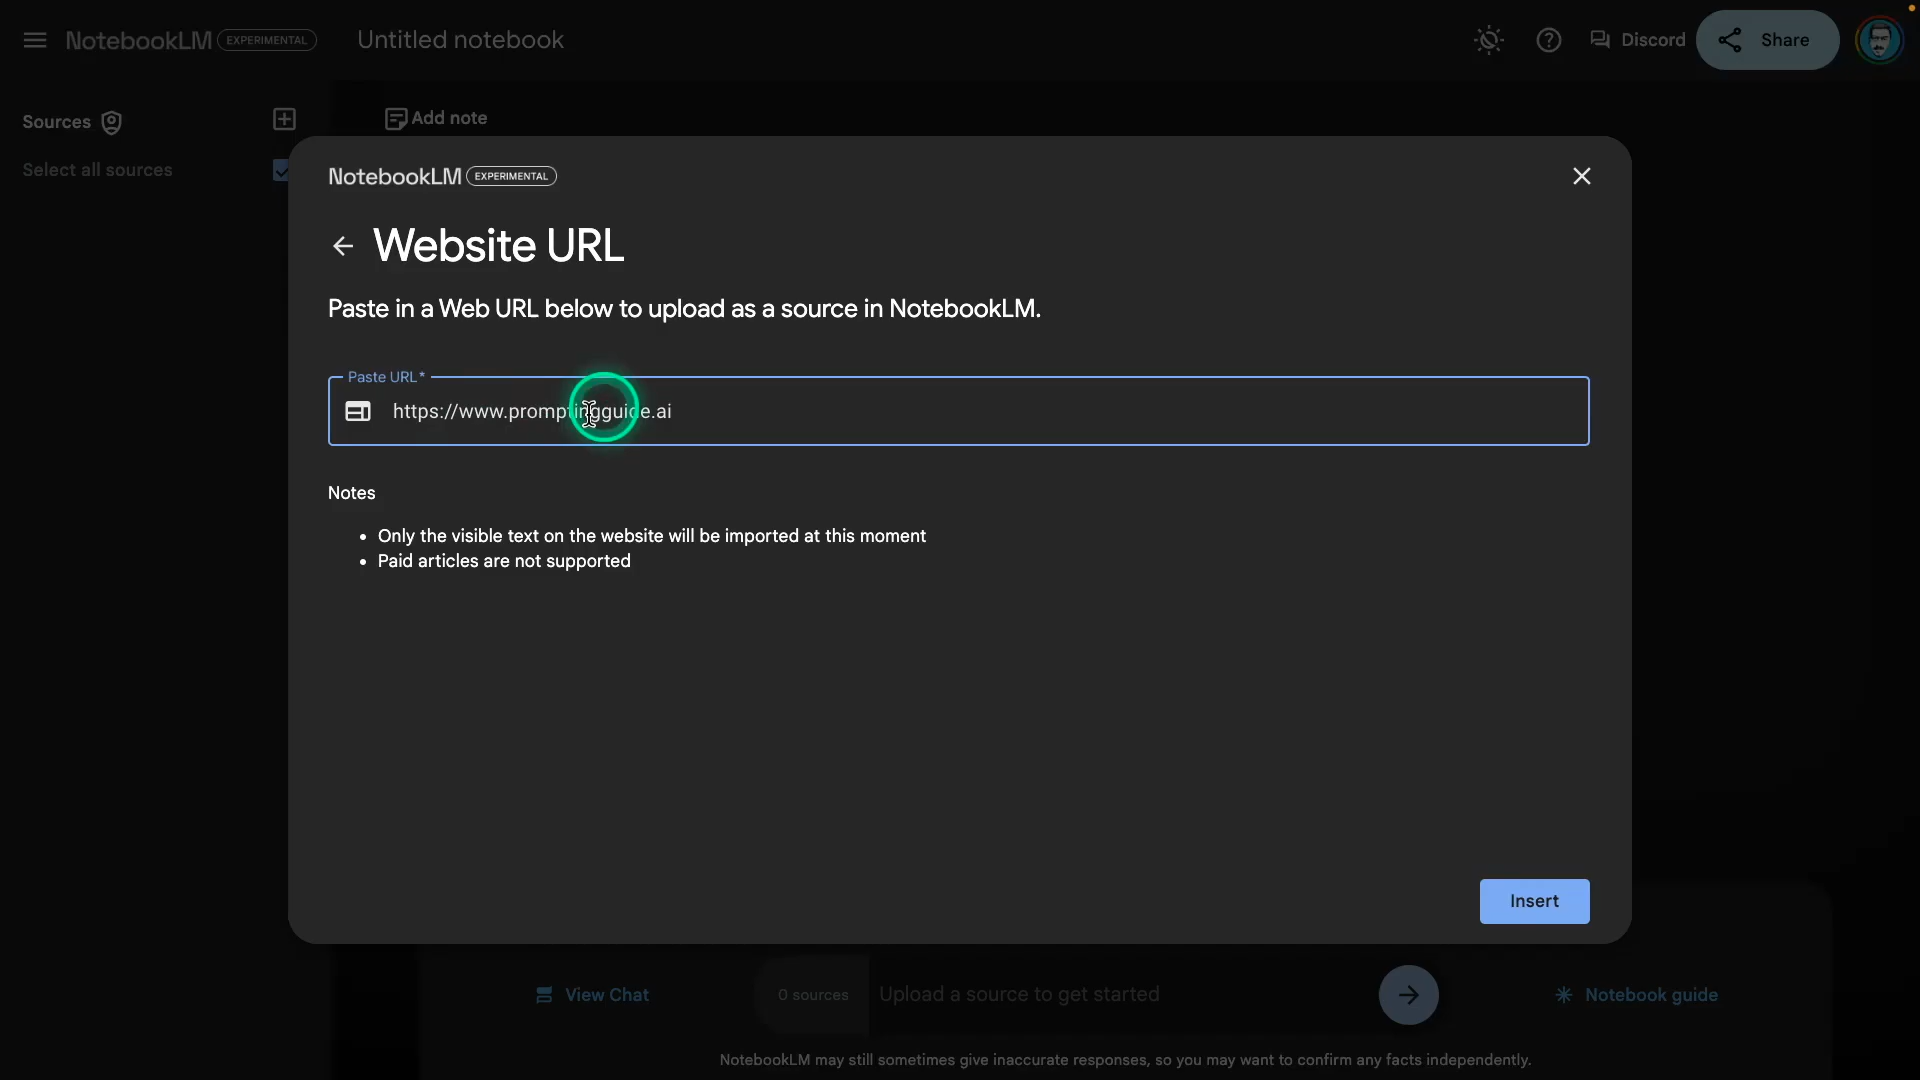 NotebookLM EXPERIMENTAL Untitled notebook Discord Share
Sources Add note
Select all sources
NotebookLM EXPERIMENTAL
Website URL
Paste in a Web URL below to upload as a source in NotebookLM.
Paste URL*
https://www.promptingguide.ai
Notes
• Only the visible text on the website will be imported at this moment
• Paid articles are not supported
Insert
View Chat 0 sources Upload a source to get started Notebook guide
NotebookLM may still sometimes give inaccurate responses, so you may want to confirm any facts independently.